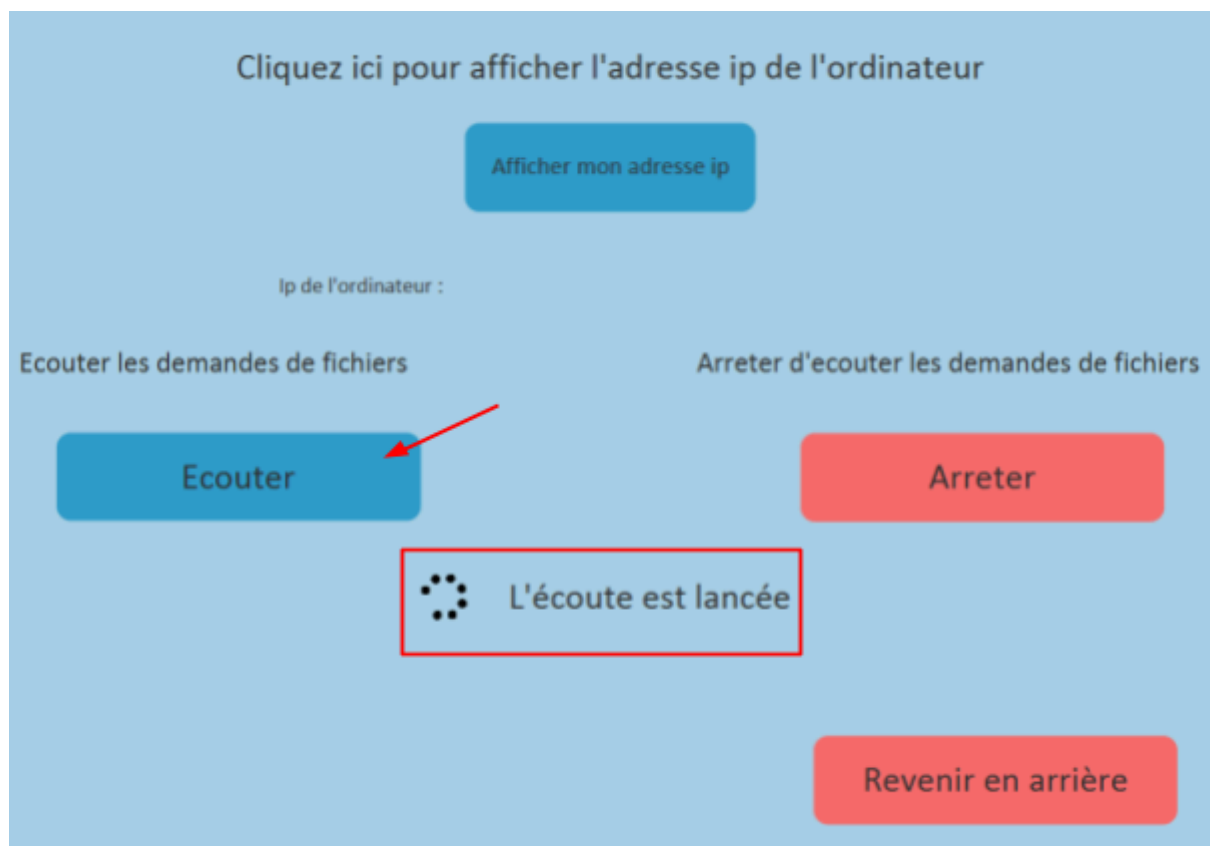 Cliquez ici pour afficher l'adresse ip de l'ordinateur
Afficher mon adresse ip
Ip de l'ordinateur :
Ecouter les demandes de fichiers
Arreter d'ecouter les demandes de fichiers
Ecouter
Arreter
L'écoute est lancée
Revenir en arrière